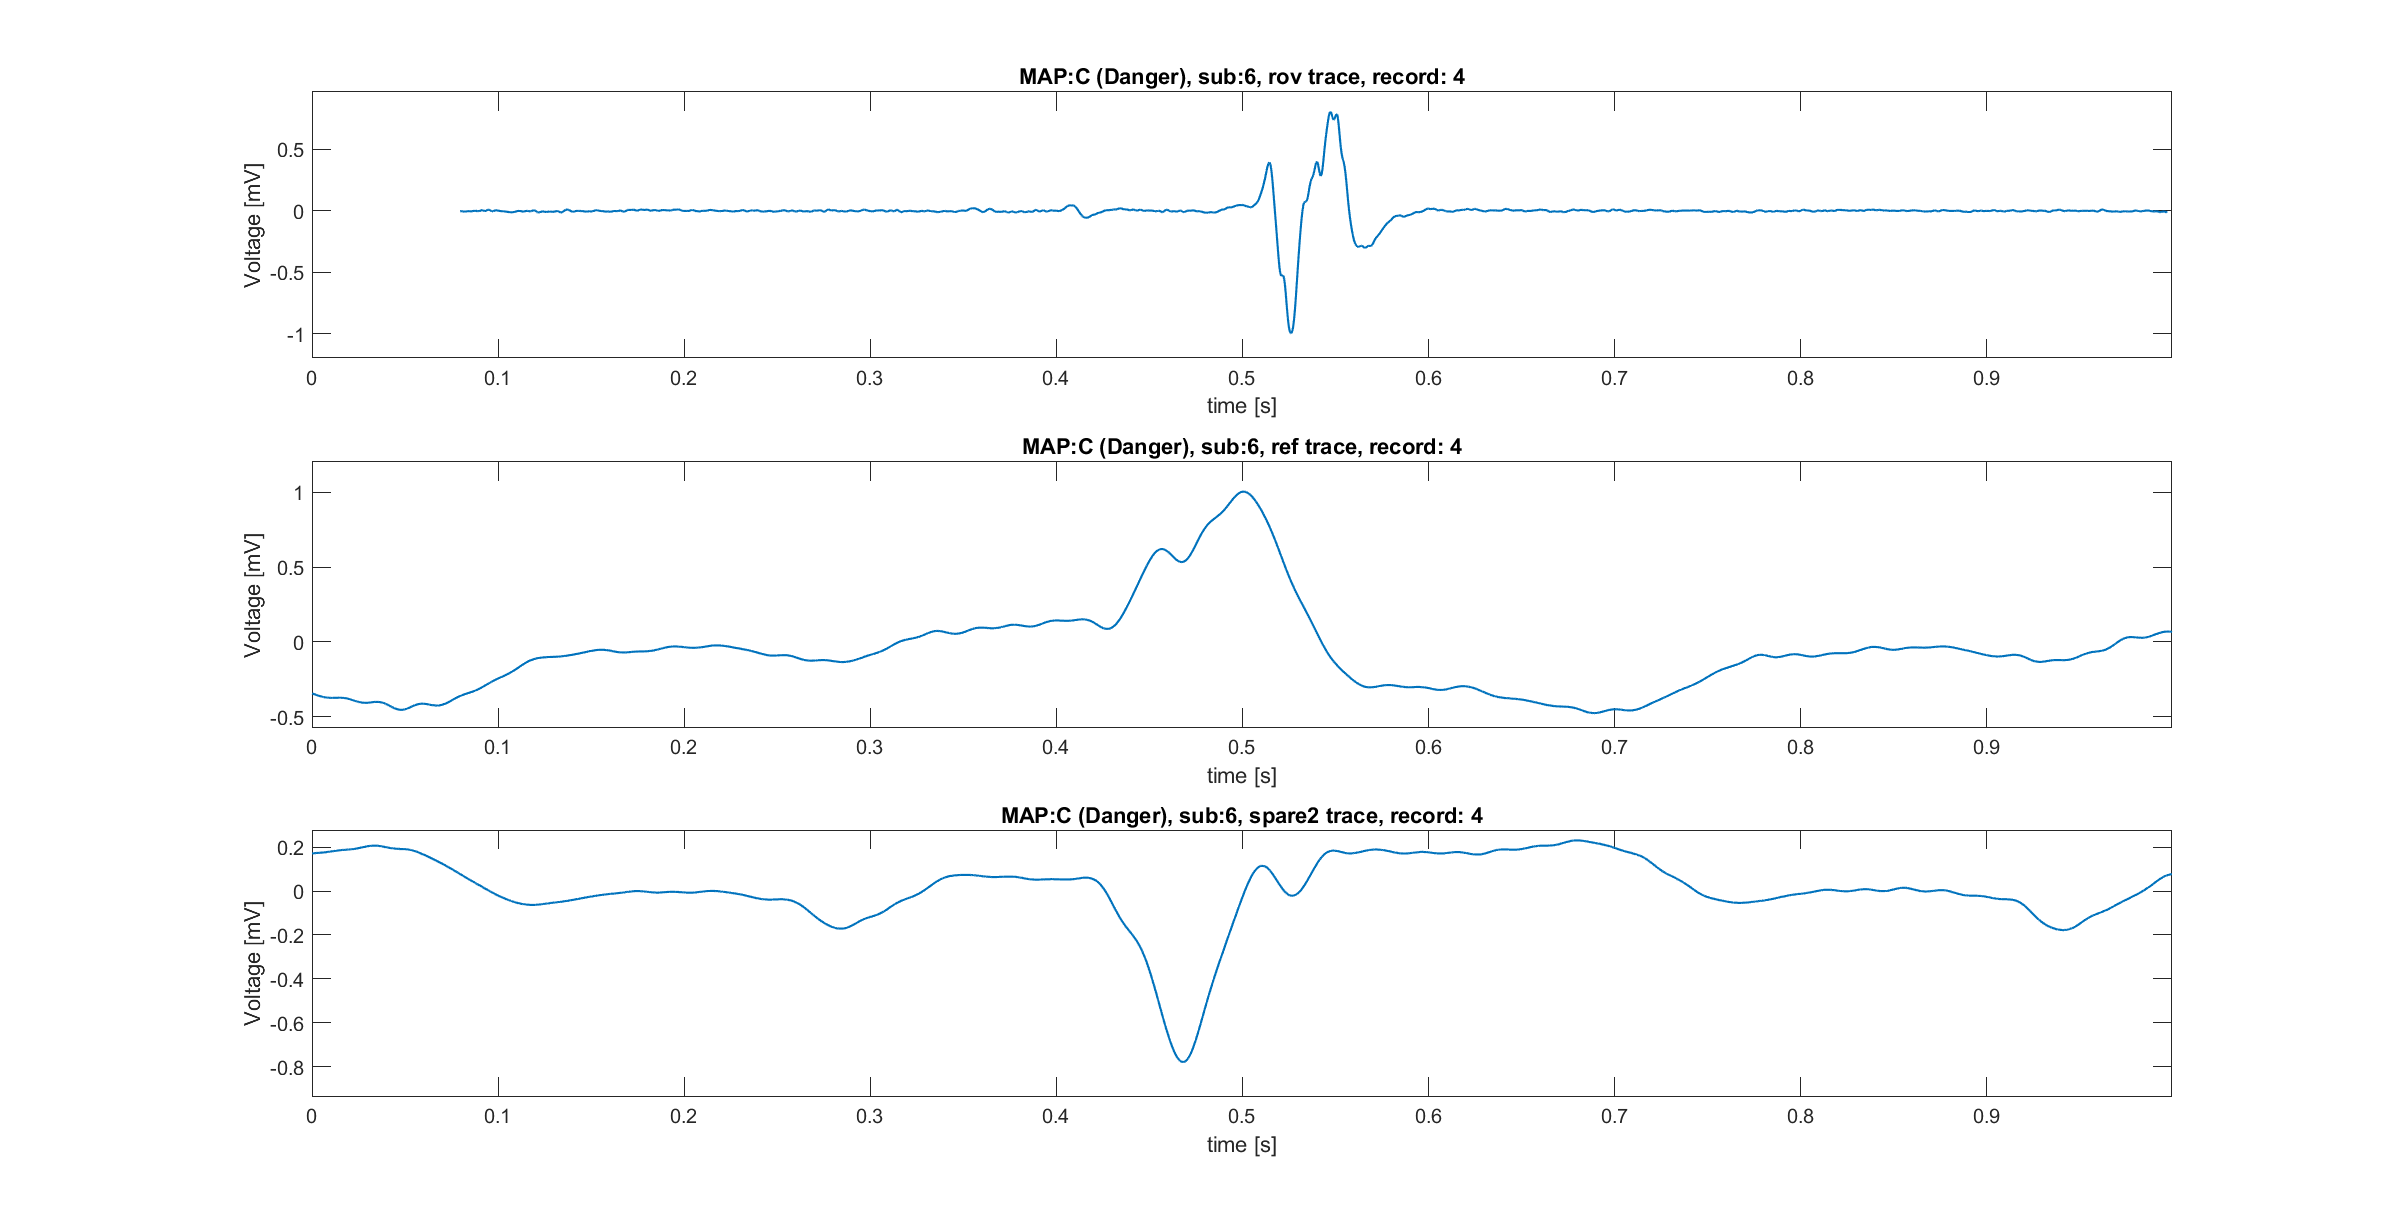 MAP:C (Danger), sub:6, rov trace, record: 4
Voltage [mV]
0.5
0
-0.5
-1
0 0.1 0.2 0.3 0.4 0.5 0.6 0.7 0.8 0.9
time [s]
MAP:C (Danger), sub:6, ref trace, record: 4
Voltage [mV]
1
0.5
0
-0.5
0 0.1 0.2 0.3 0.4 0.5 0.6 0.7 0.8 0.9
time [s]
MAP:C (Danger), sub:6, spare2 trace, record: 4
Voltage [mV]
0.2
0
-0.2
-0.4
-0.6
-0.8
0 0.1 0.2 0.3 0.4 0.5 0.6 0.7 0.8 0.9
time [s]